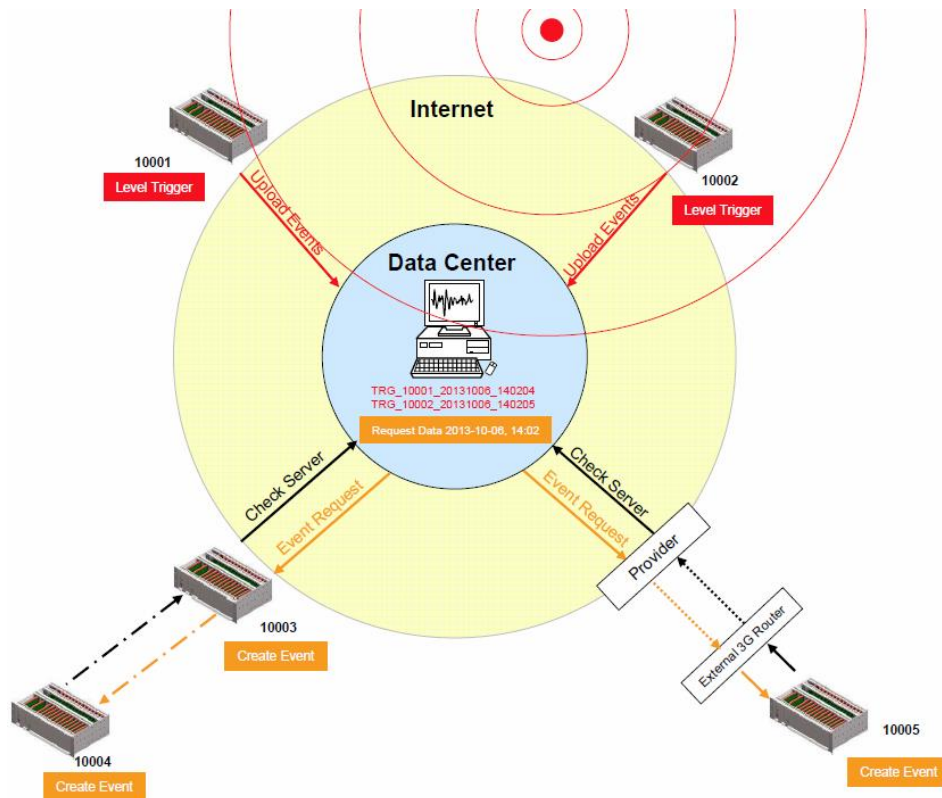 Internet
10001
Level Trigger
10002
Level Trigger
Upload Events
Upload Events
Data Center
TRG_10001_20131006_140204
TRG_10002_20131006_140205
Request Data 2013-10-06, 14:02
Check Server
Event Request
Check Server
Event Request
Provider
External 3G Router
10003
Create Event
10004
Create Event
10005
Create Event